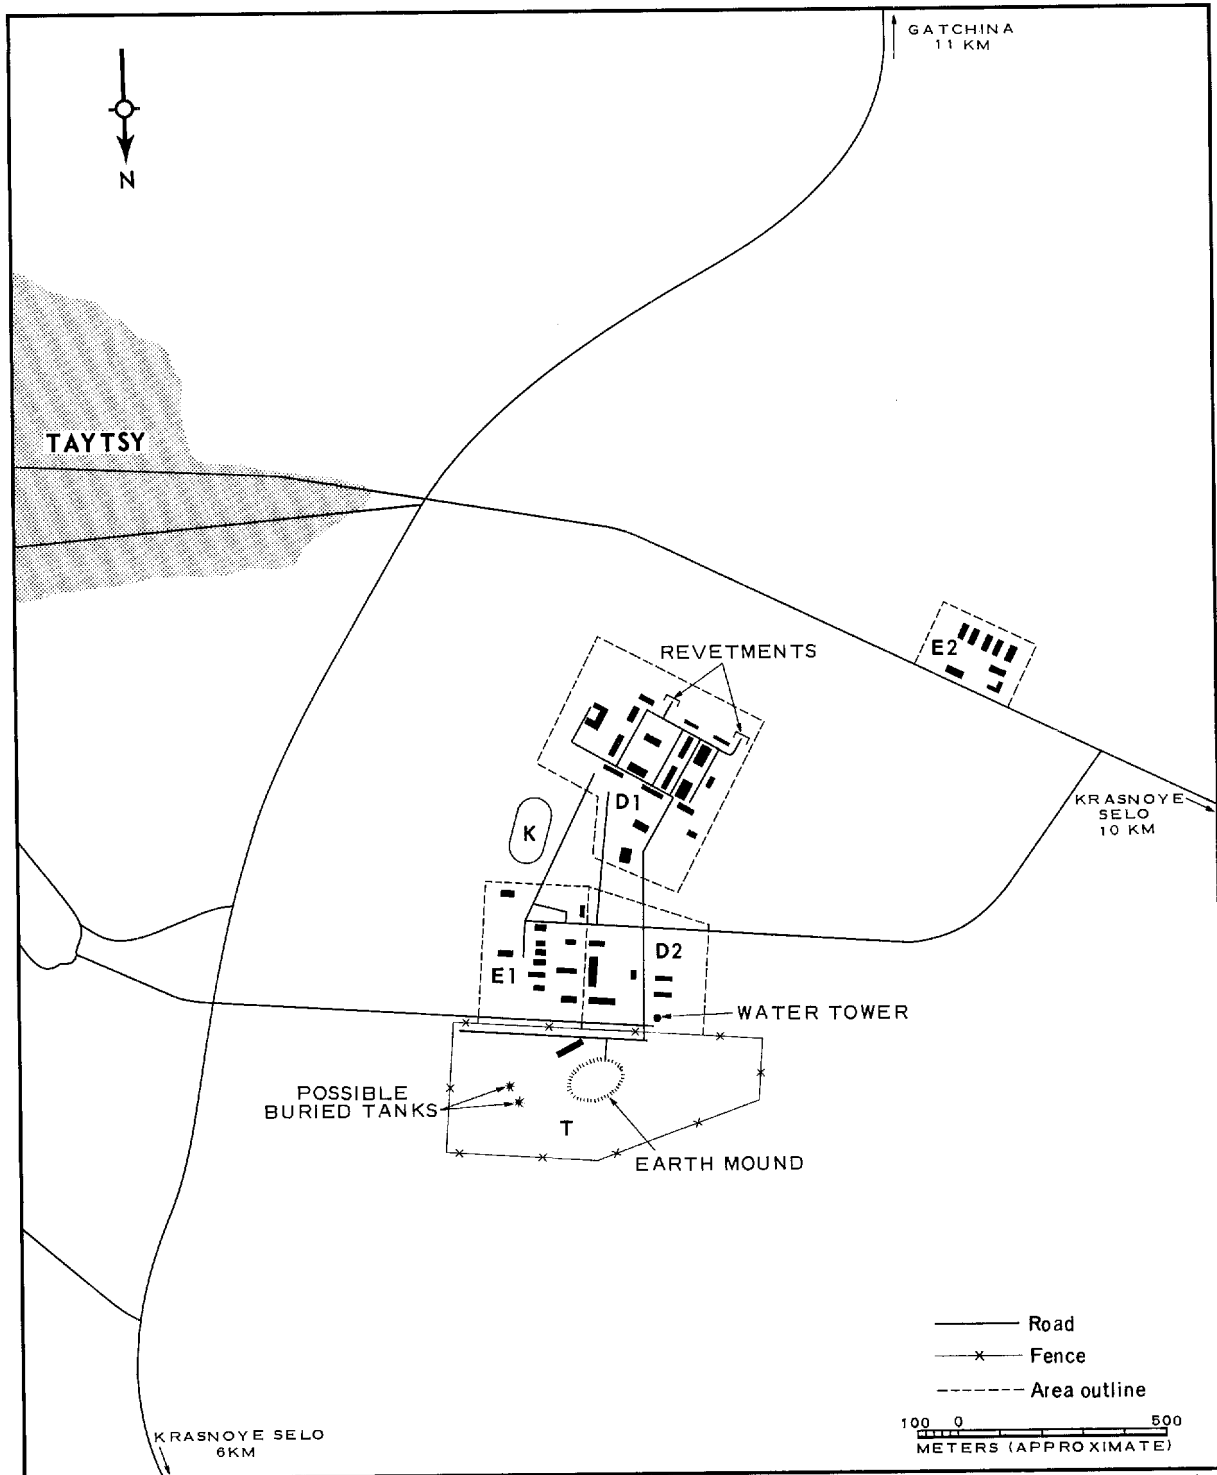 GATCHINA
11 KM
N
TAYTSY
E2
REVETMENTS
KRASNOYE
SELO
10 KM
D1
K
D2
E1
WATER TOWER
POSSIBLE
BURIED TANKS
T
EARTH MOUND
Road
Fence
Area outline
100 0 500
METERS (APPROXIMATE)
KRASNOYE SELO
6KM